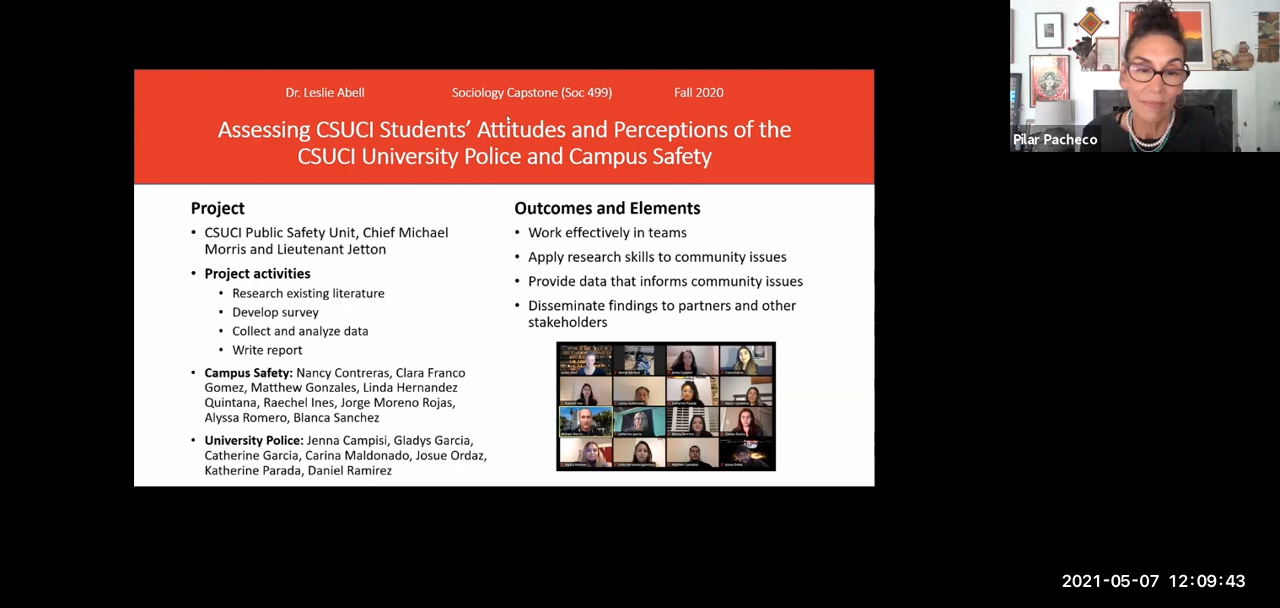 Dr. Leslie Abell Sociology Capstone (Soc 499) Fall 2020
Assessing CSUCI Students' Attitudes and Perceptions of the
CSUCI University Police and Campus Safety
Project
• CSUCI Public Safety Unit, Chief Michael
Morris and Lieutenant Jetton
• Project activities
• Research existing literature
• Develop survey
• Collect and analyze data
• Write report
• Campus Safety: Nancy Contreras, Clara Franco
Gomez, Matthew Gonzales, Linda Hernandez
Quintana, Raechel Ines, Jorge Moreno Rojas,
Alyssa Romero, Blanca Sanchez
• University Police: Jenna Campisi, Gladys Garcia,
Catherine Garcia, Carina Maldonado, Josue Ordaz,
Katherine Parada, Daniel Ramirez
Outcomes and Elements
• Work effectively in teams
• Apply research skills to community issues
• Provide data that informs community issues
• Disseminate findings to partners and other
stakeholders
Pilar Pacheco
2021-05-07 12:09:43